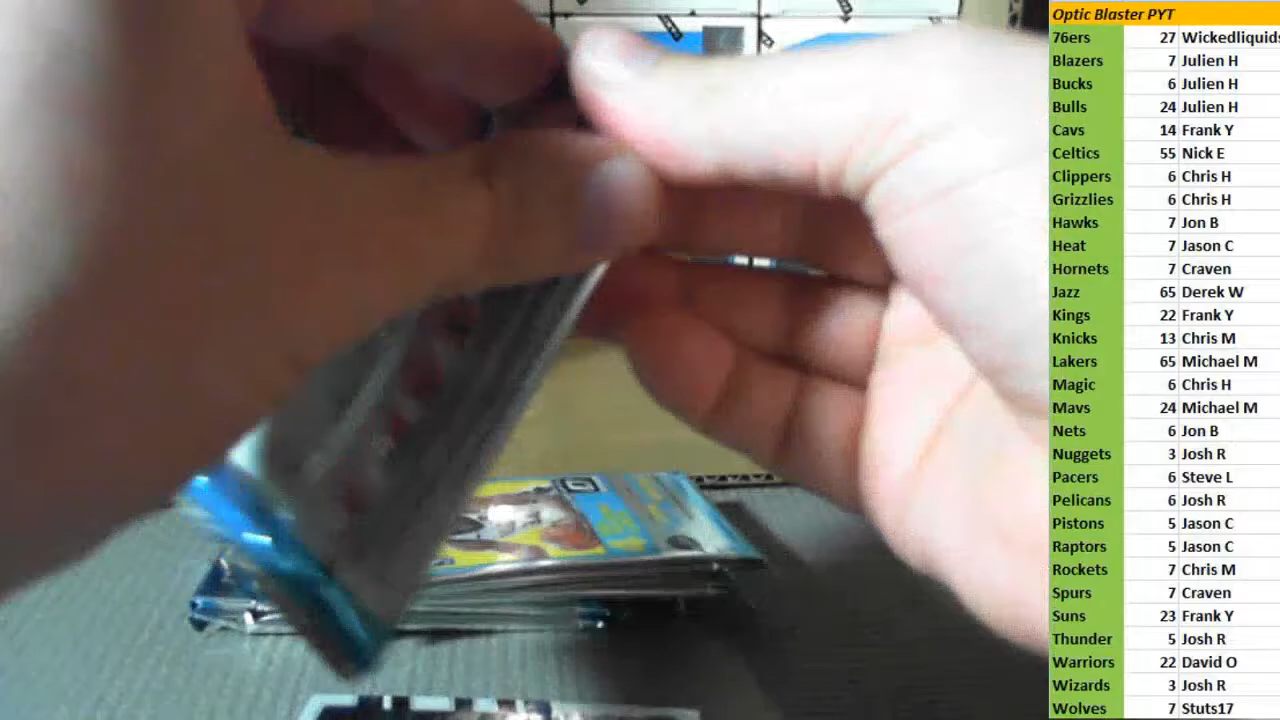 Optic Blaster PYT
76ers 27 Wickedliquids
Blazers 7 Julien H
Bucks 6 Julien H
Bulls 24 Julien H
Cavs 14 Frank Y
Celtics 55 Nick E
Clippers 6 Chris H
Grizzlies 6 Chris H
Hawks 7 Jon B
Heat 7 Jason C
Hornets 7 Craven
Jazz 65 Derek W
Kings 22 Frank Y
Knicks 13 Chris M
Lakers 65 Michael M
Magic 6 Chris H
Mavs 24 Michael M
Nets 6 Jon B
Nuggets 3 Josh R
Pacers 6 Steve L
Pelicans 6 Josh R
Pistons 5 Jason C
Raptors 5 Jason C
Rockets 7 Chris M
Spurs 7 Craven
Suns 23 Frank Y
Thunder 5 Josh R
Warriors 22 David O
Wizards 3 Josh R
Wolves 7 Stuts17